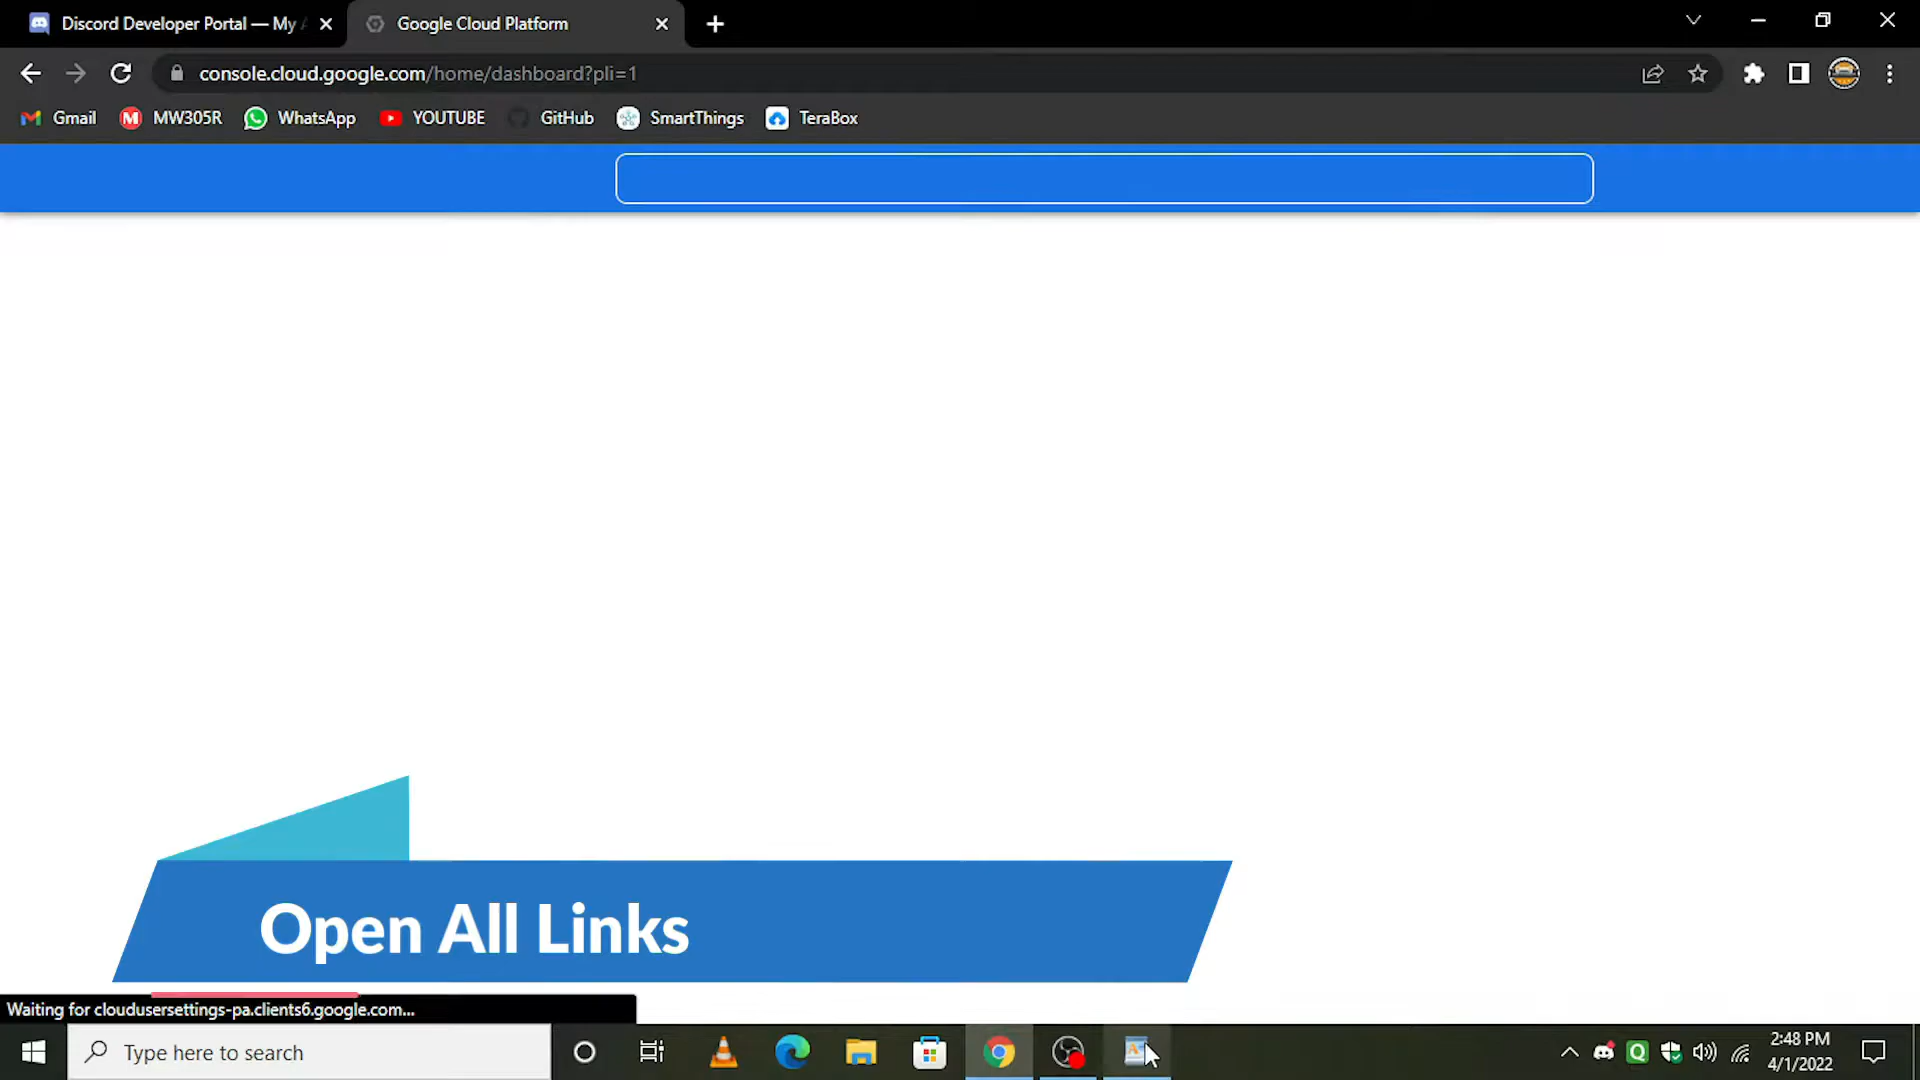 Discord Developer Portal — My
Google Cloud Platform
console.cloud.google.com/home/dashboard?pli=1
Gmail
M MW305R
WhatsApp
YOUTUBE
GitHub
SmartThings
TeraBox
Open All Links
Waiting for cloudusersettings-pa.clients6.google.com...
Type here to search
A
Q
2:48 PM
4/1/2022